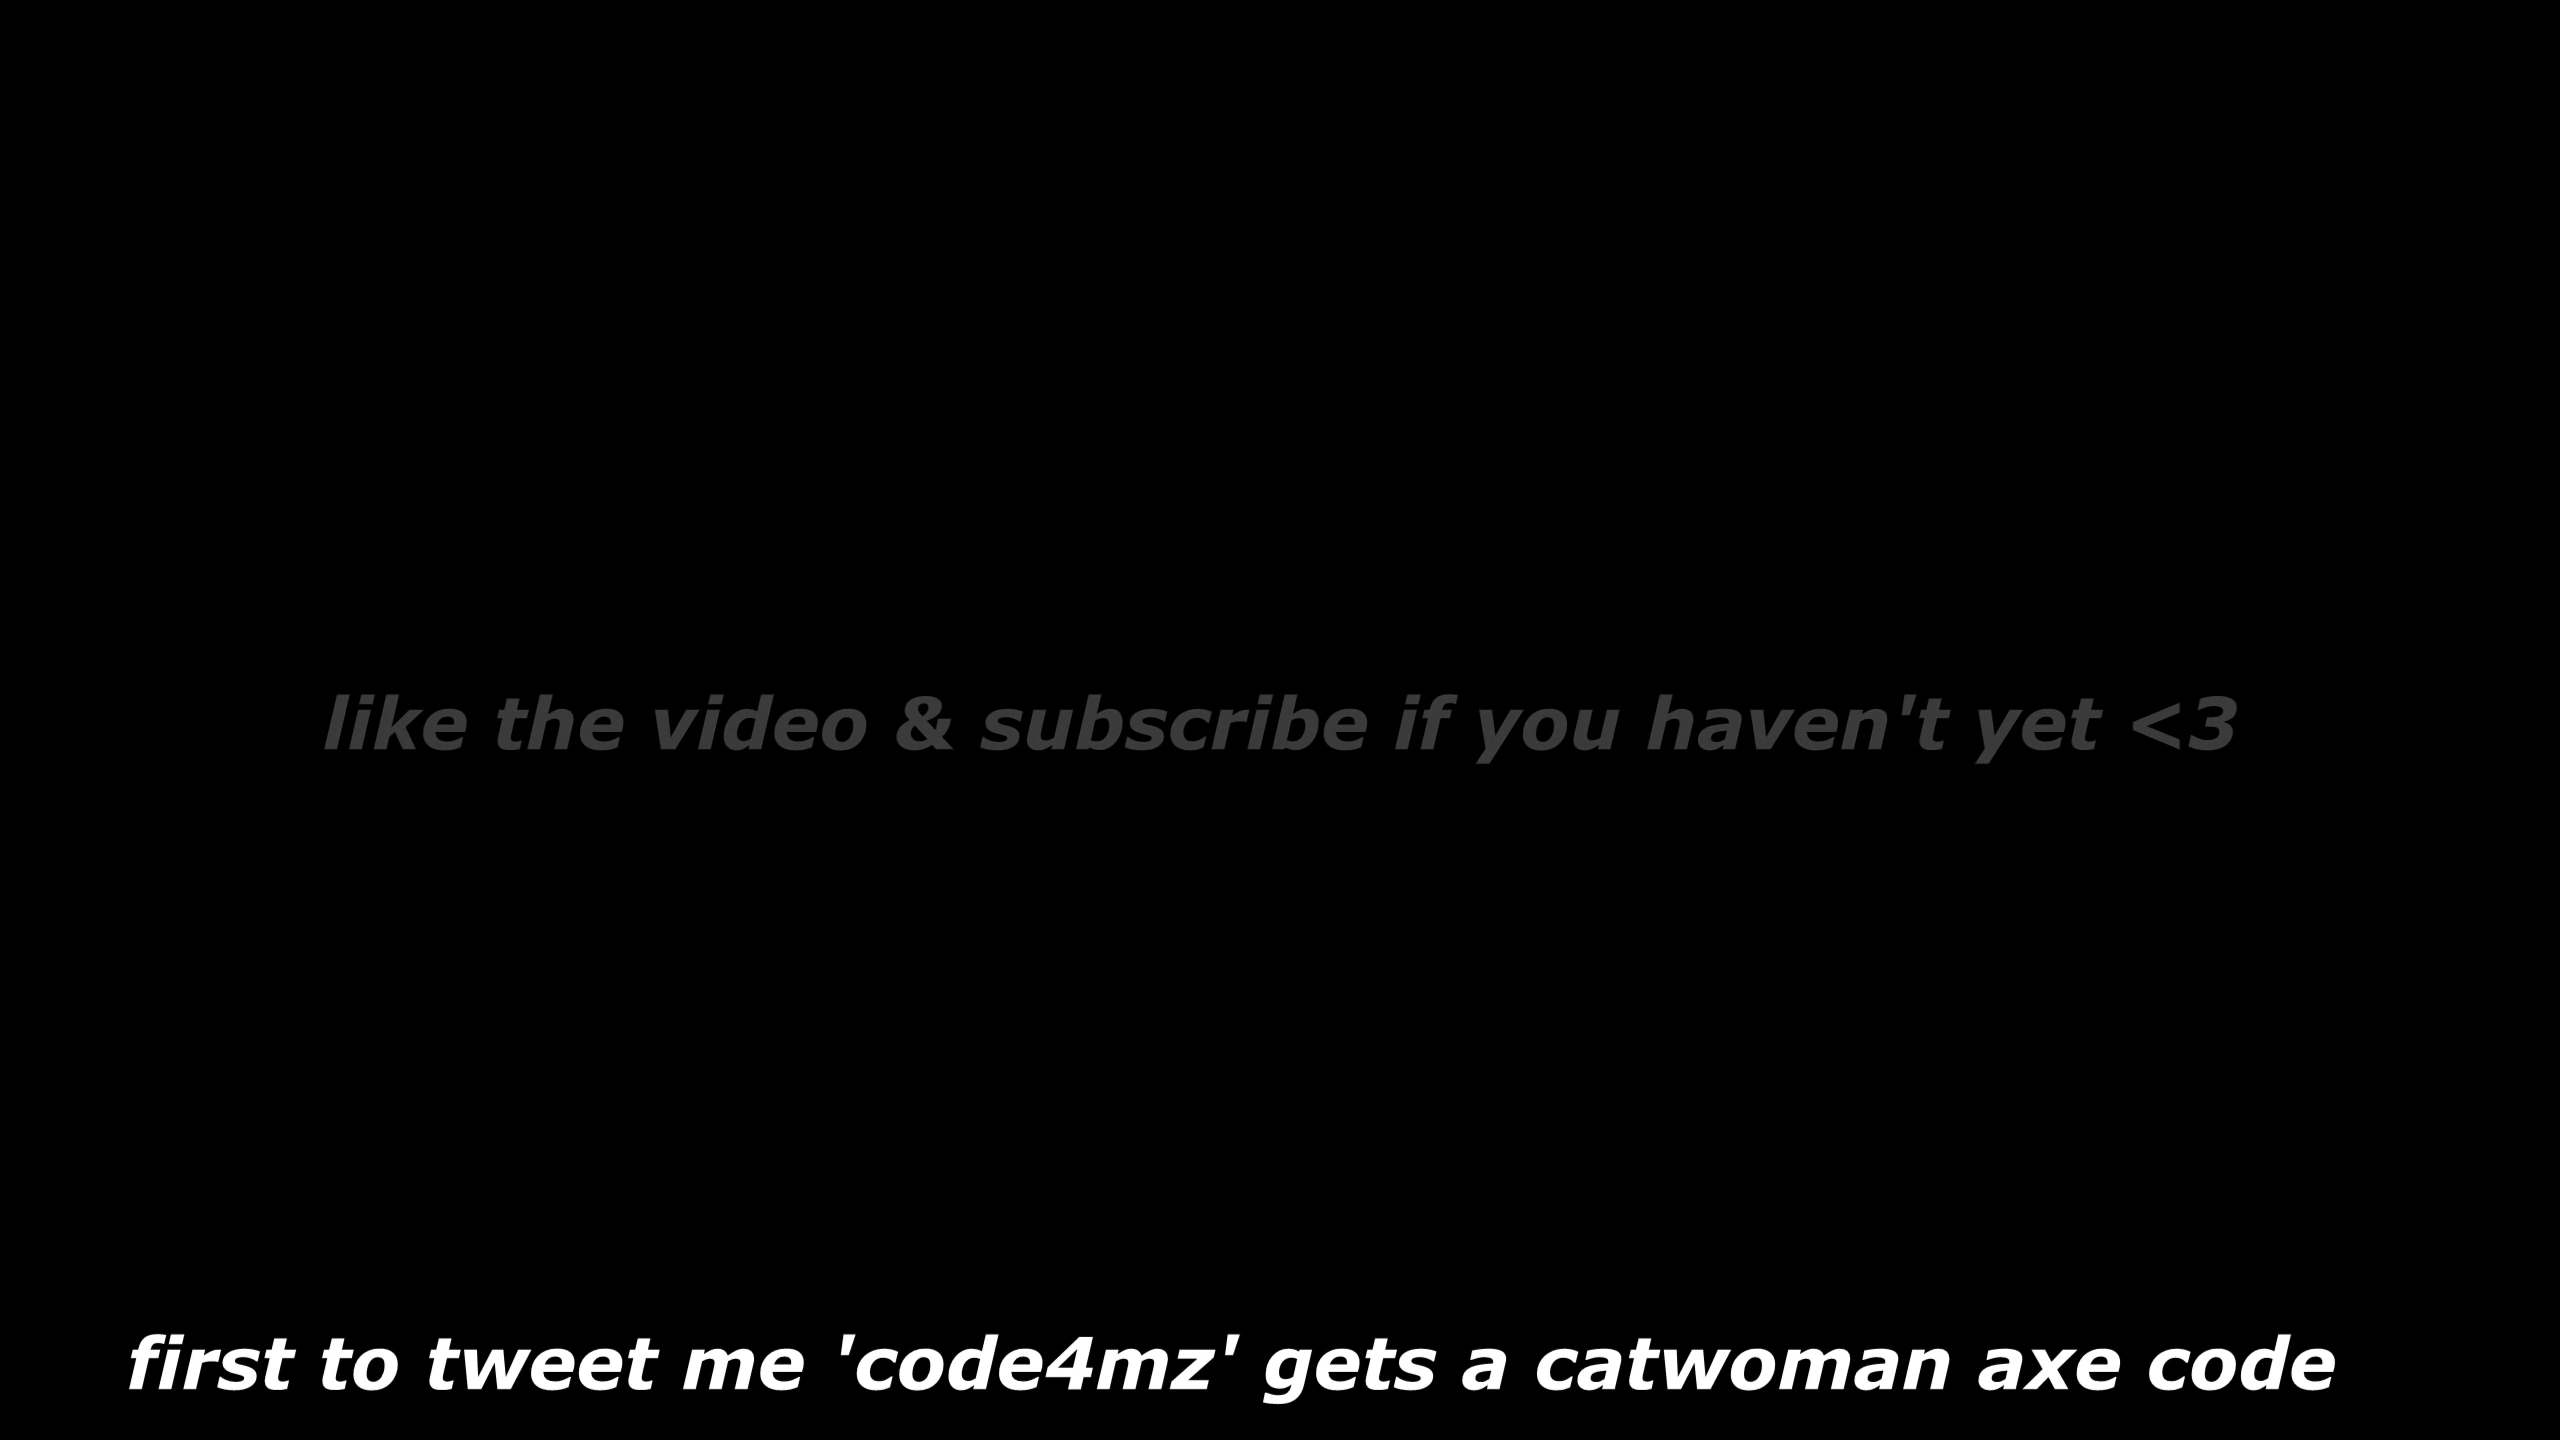 like the video & subscribe if you haven't yet <3
first to tweet me 'code4mz' gets a catwoman axe code